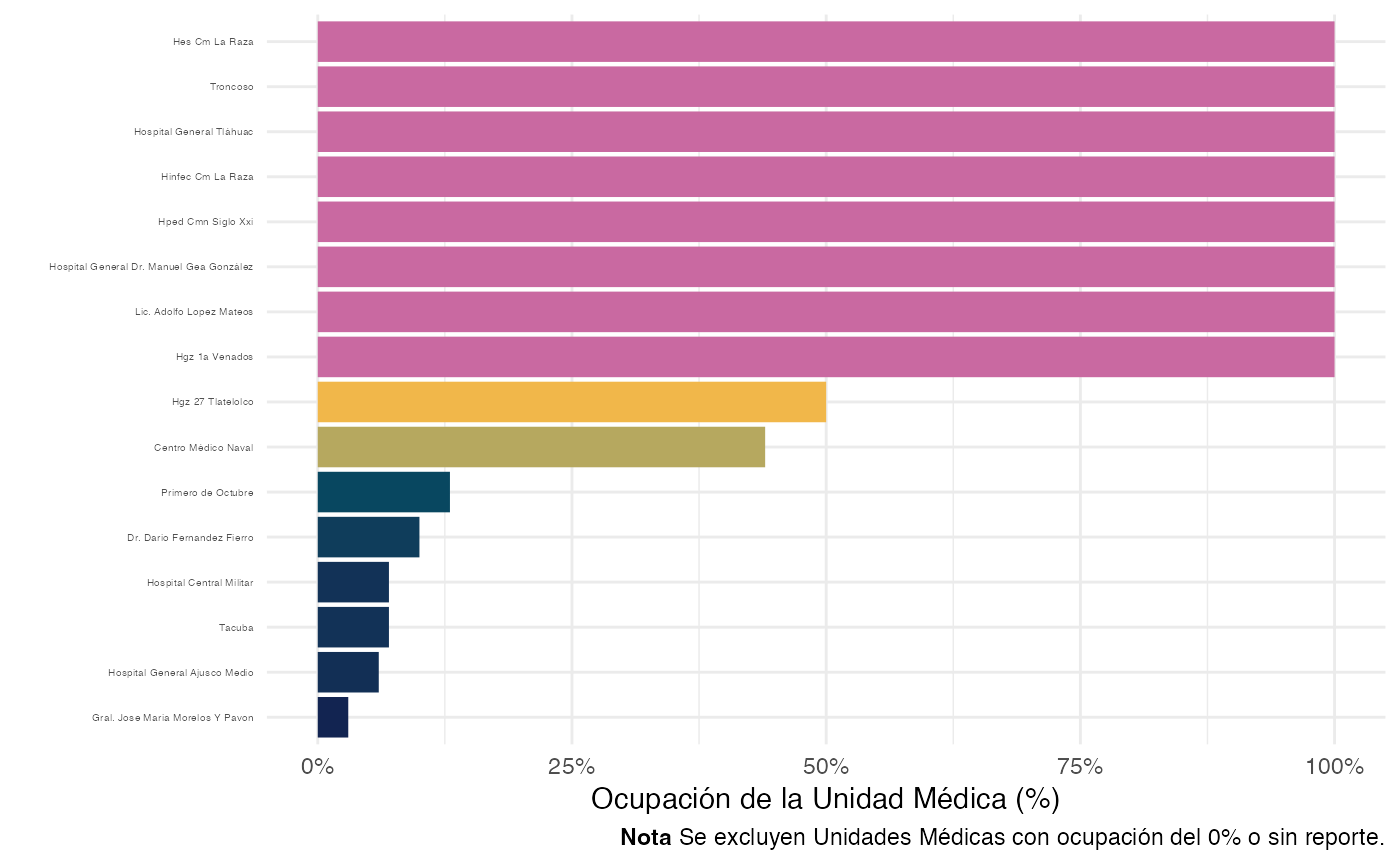 Hes Cm La Raza
Troncoso
Hospital General Tláhuac
Hinfec Cm La Raza
Hped Cmn Siglo Xxi
Hospital General Dr. Manuel Gea González
Lic. Adolfo Lopez Mateos
Hgz 1a Venados
Hgz 27 Tlatelolco
Centro Médico Naval
Primero de Octubre
Dr. Dario Fernandez Fierro
Hospital Central Militar
Tacuba
Hospital General Ajusco Medio
Gral. Jose Maria Morelos Y Pavon
0% 25% 50% 75% 100%
Ocupación de la Unidad Médica (%)
Nota Se excluyen Unidades Médicas con ocupación del 0% o sin reporte.